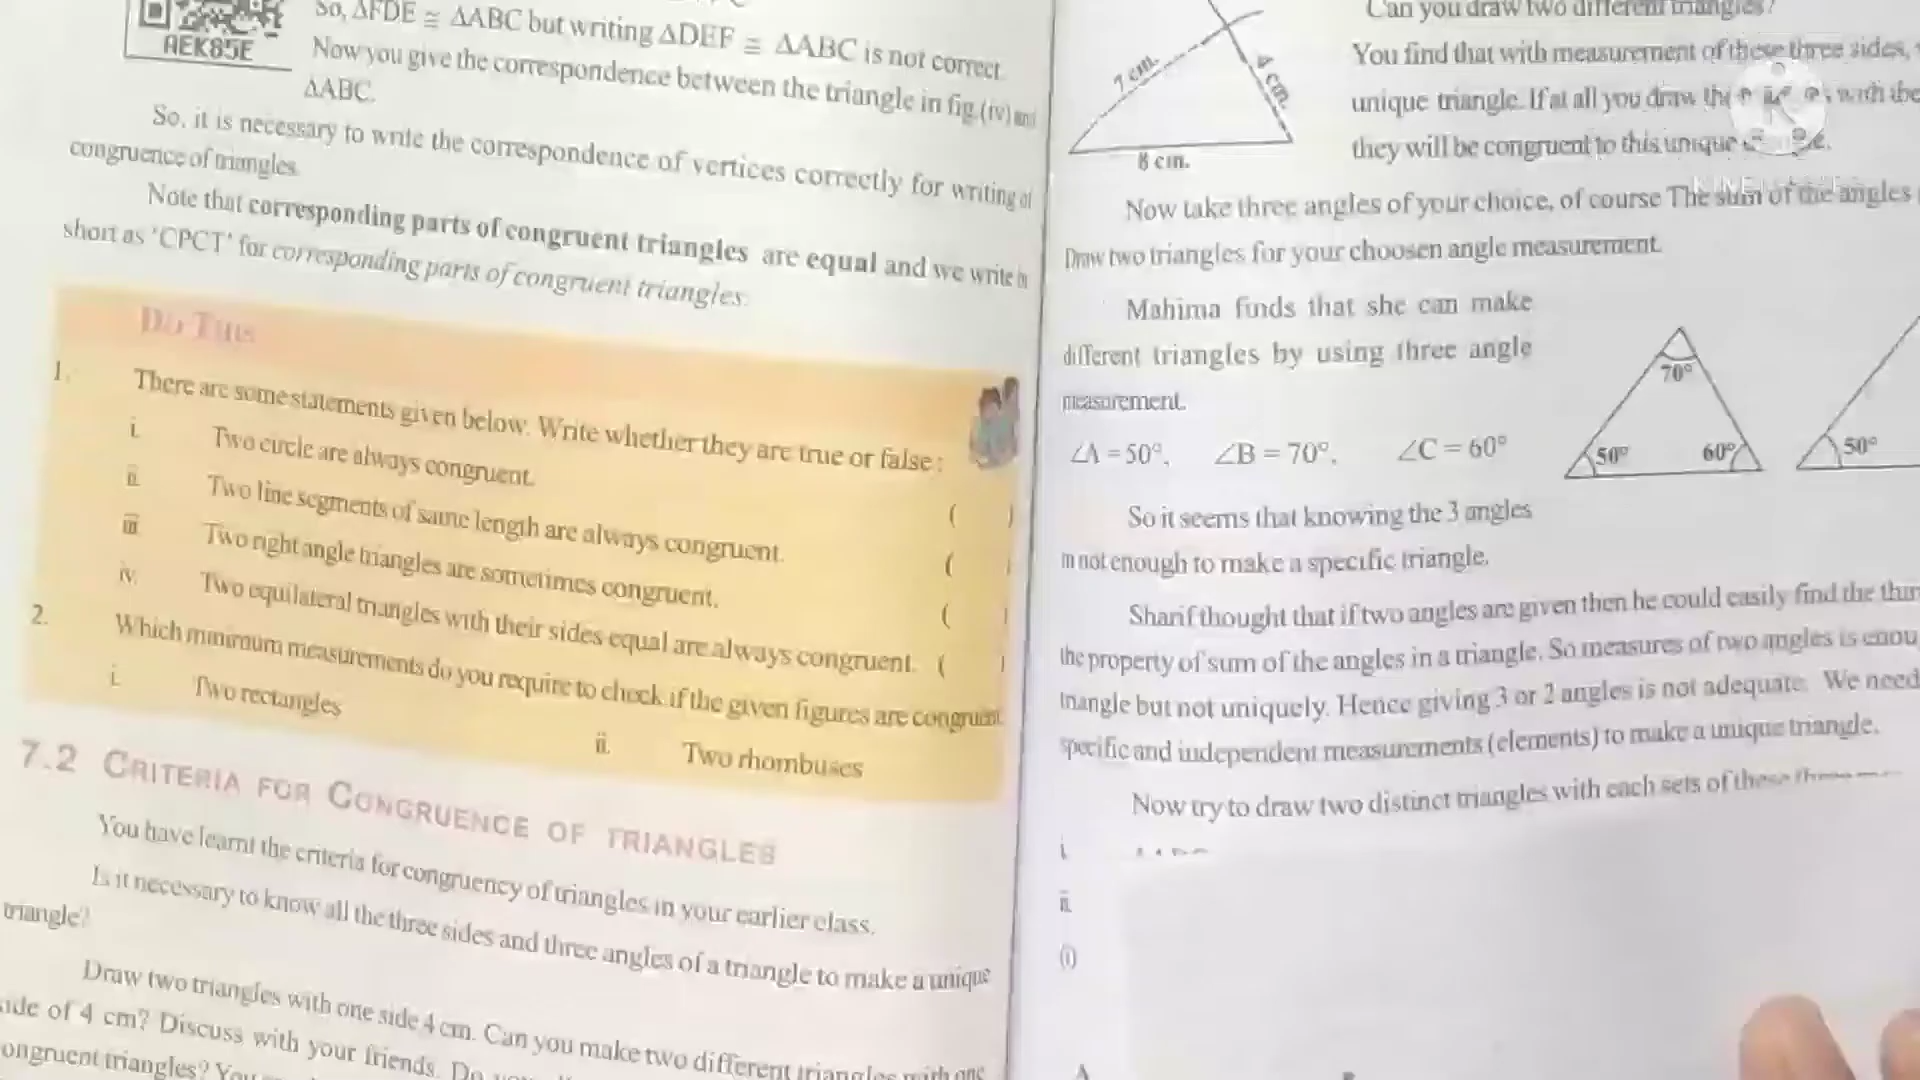 AEK85E
So, ΔFDE ≅ ΔABC but writing ΔDEF ≅ ΔABC is not correct.
Now you give the correspondence between the triangle in fig.(iv) and
ΔABC.
So, it is necessary to write the correspondence of vertices correctly for writing of
congruence of triangles.
Note that corresponding parts of congruent triangles are equal and we write in
short as 'CPCT' for corresponding parts of congruent triangles.
DO THIS
1. There are some statements given below. Write whether they are true or false :
i. Two circle are always congruent. ( )
ii. Two line segments of same length are always congruent. ( )
iii. Two right angle triangles are sometimes congruent. ( )
iv. Two equilateral triangles with their sides equal are always congruent. ( )
2. Which minimum measurements do you require to check if the given figures are congruent
i. Two rectangles ii. Two rhombuses
7.2 CRITERIA FOR CONGRUENCE OF TRIANGLES
You have learnt the criteria for congruency of triangles in your earlier class.
Is it necessary to know all the three sides and three angles of a triangle to make a unique
triangle?
Draw two triangles with one side 4 cm. Can you make two different triangles with one
side of 4 cm? Discuss with your friends. Do
congruent triangles? You
7 cm. 4 cm.
8 cm.
Can you draw two different triangles?
You find that with measurement of these three sides,
unique triangle. If at all you draw with the
they will be congruent to this unique
Now take three angles of your choice, of course The sum of the angles
Draw two triangles for your choosen angle measurement.
Mahima finds that she can make
different triangles by using three angle
measurement.
∠A = 50°, ∠B = 70°, ∠C = 60°
70°
50° 60° 50°
So it seems that knowing the 3 angles
in not enough to make a specific triangle.
Sharif thought that if two angles are given then he could easily find the
the property of sum of the angles in a triangle. So measures of two angles is
triangle but not uniquely. Hence giving 3 or 2 angles is not adequate. We need
specific and independent measurements (elements) to make a unique triangle.
Now try to draw two distinct triangles with each sets of these
i.
ii.
(i)
A